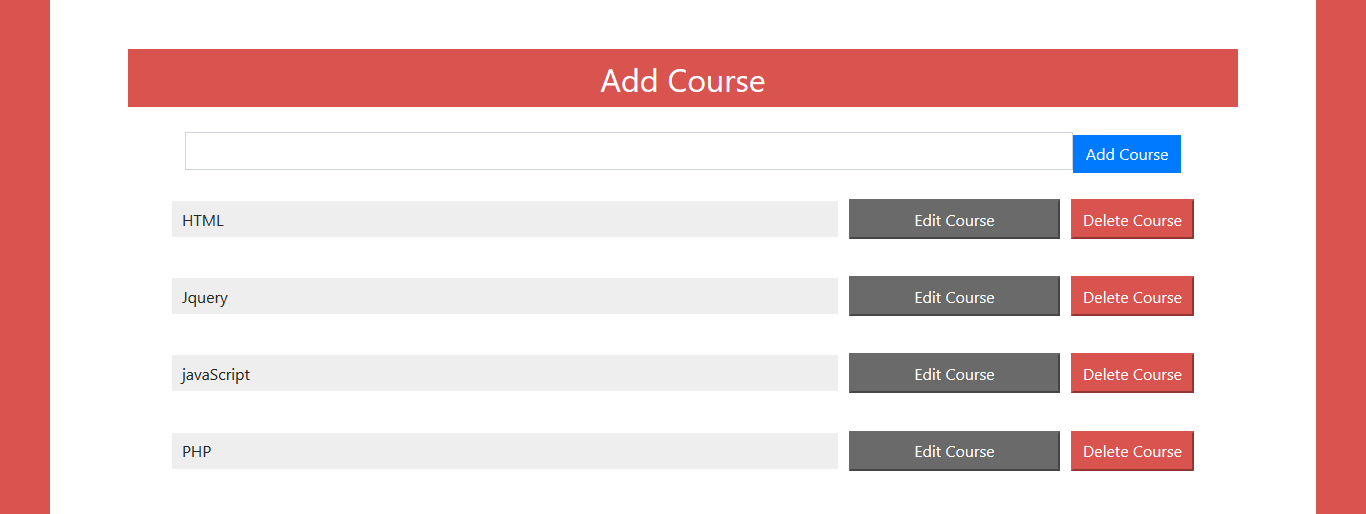 Add Course
Add Course
HTML Edit Course Delete Course
Jquery Edit Course Delete Course
javaScript Edit Course Delete Course
PHP Edit Course Delete Course